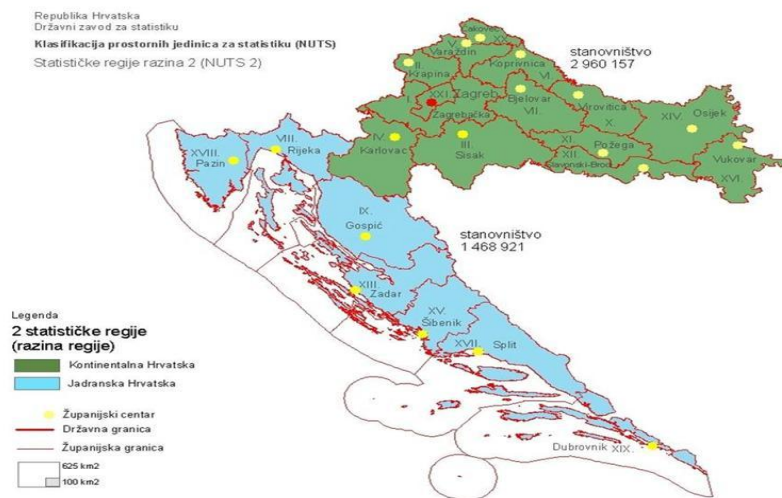 Republika Hrvatska
Državni zavod za statistiku
Klasifikacija prostornih jedinica za statistiku (NUTS)
Statističke regije razina 2 (NUTS 2)
stanovništvo
2 960 157
Čakovec
XX.
V.
Varaždin
II.
Krapina
Koprivnica
VI.
I.
XXI. Zagreb
Bjelovar
VII.
Virovitica
X.
XIV.
Osijek
Zagrebačka
III.
Sisak
IV.
Karlovac
XI.
Požega
XII.
Slavonski-Brod
Vukovar
XVI.
VIII.
Rijeka
XVIII.
Pazin
IX.
Gospić
stanovništvo
1 468 921
XIII.
Zadar
XV.
Šibenik
XVII.
Split
Dubrovnik XIX.
Legenda
2 statističke regije
(razina regije)
Kontinentalna Hrvatska
Jadranska Hrvatska
Županijski centar
Državna granica
Županijska granica
625 km2
100 km2